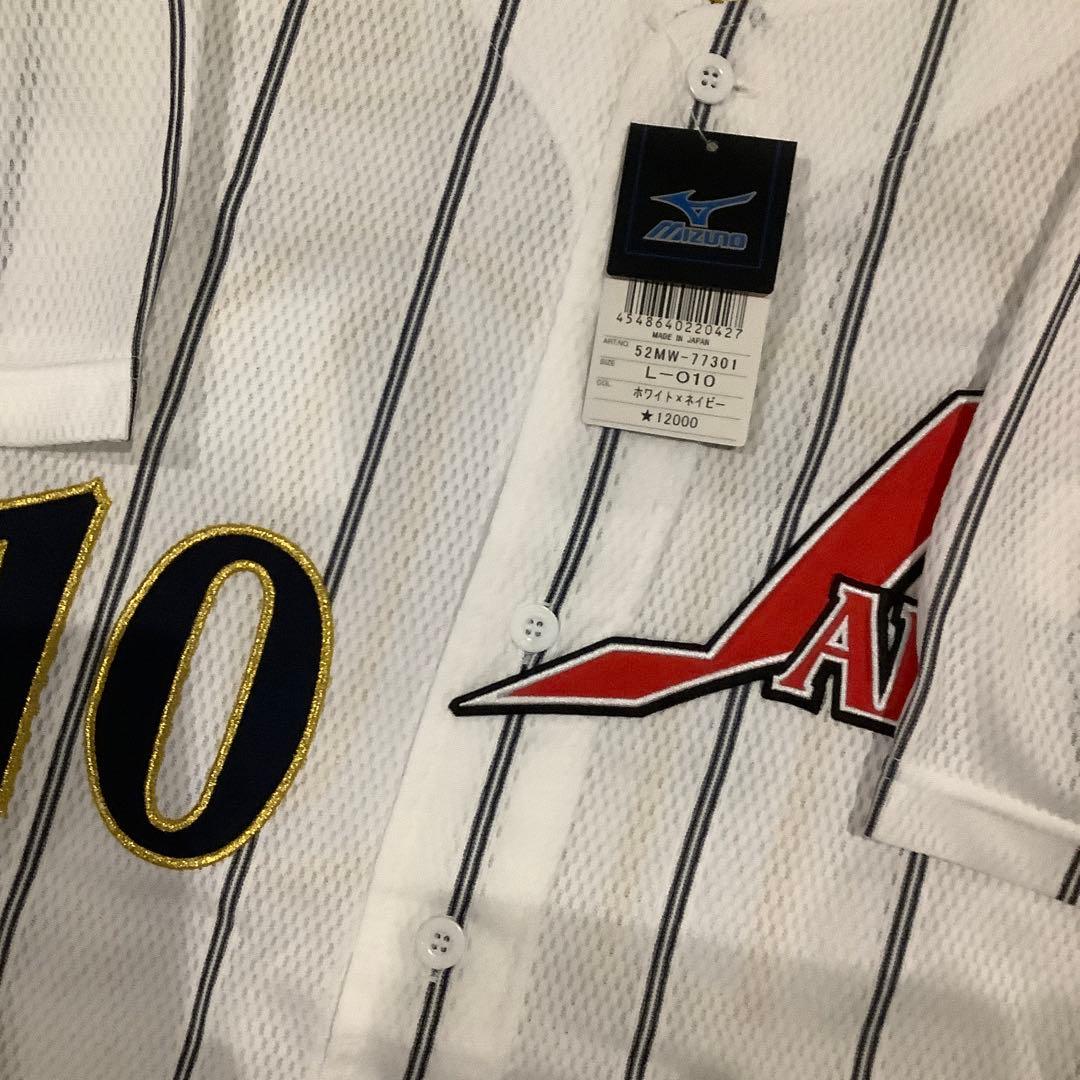 MIZUNO
4548640220427
MADE IN JAPAN
ART.NO. 52MW-77301
SIZE L-010
COL. ホワイト×ネイビー
★12000
10